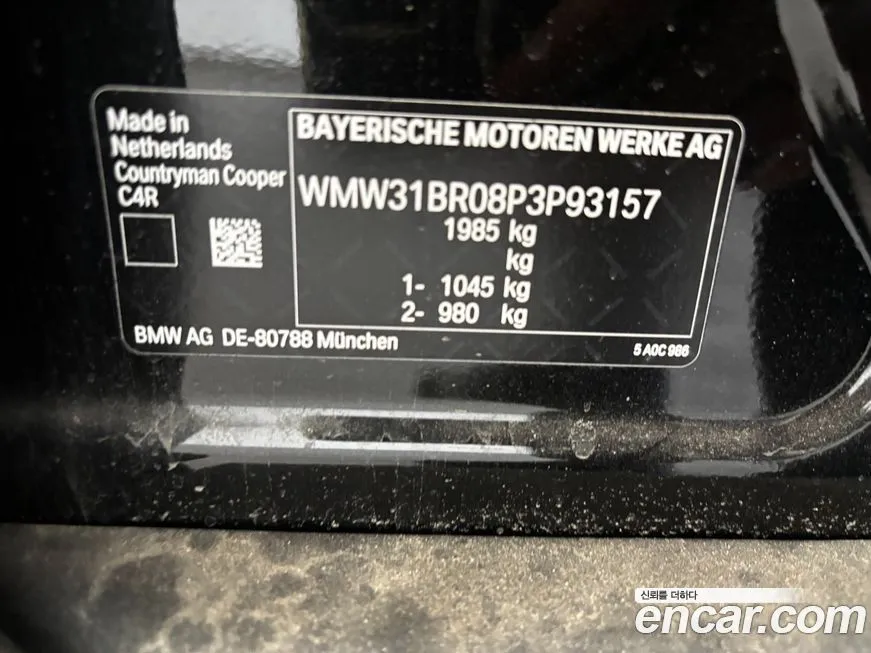 Made in
Netherlands
Countryman Cooper
C4R
BAYERISCHE MOTOREN WERKE AG
WMW31BR08P3P93157
1985 kg
kg
1- 1045 kg
2- 980 kg
BMW AG DE-80788 München
5 A0C 986
신뢰를 더하다
encar.com